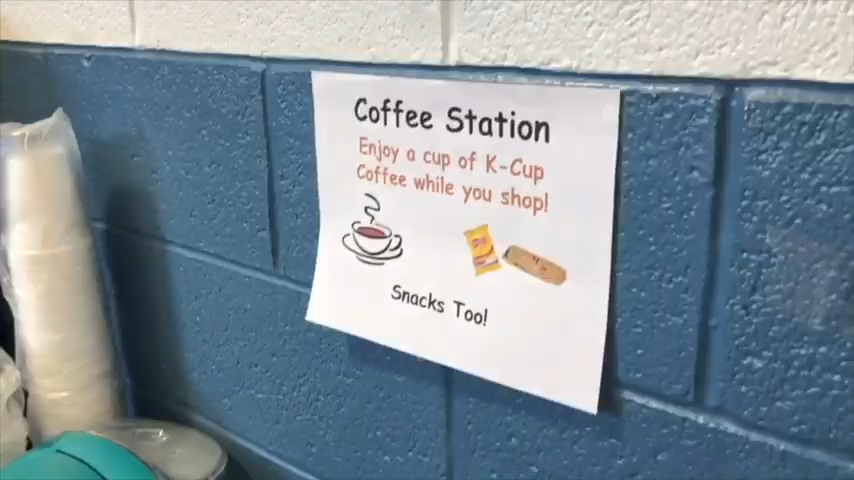 Coffee Station
Enjoy a cup of K-Cup
Coffee while you shop!
Snacks Too!